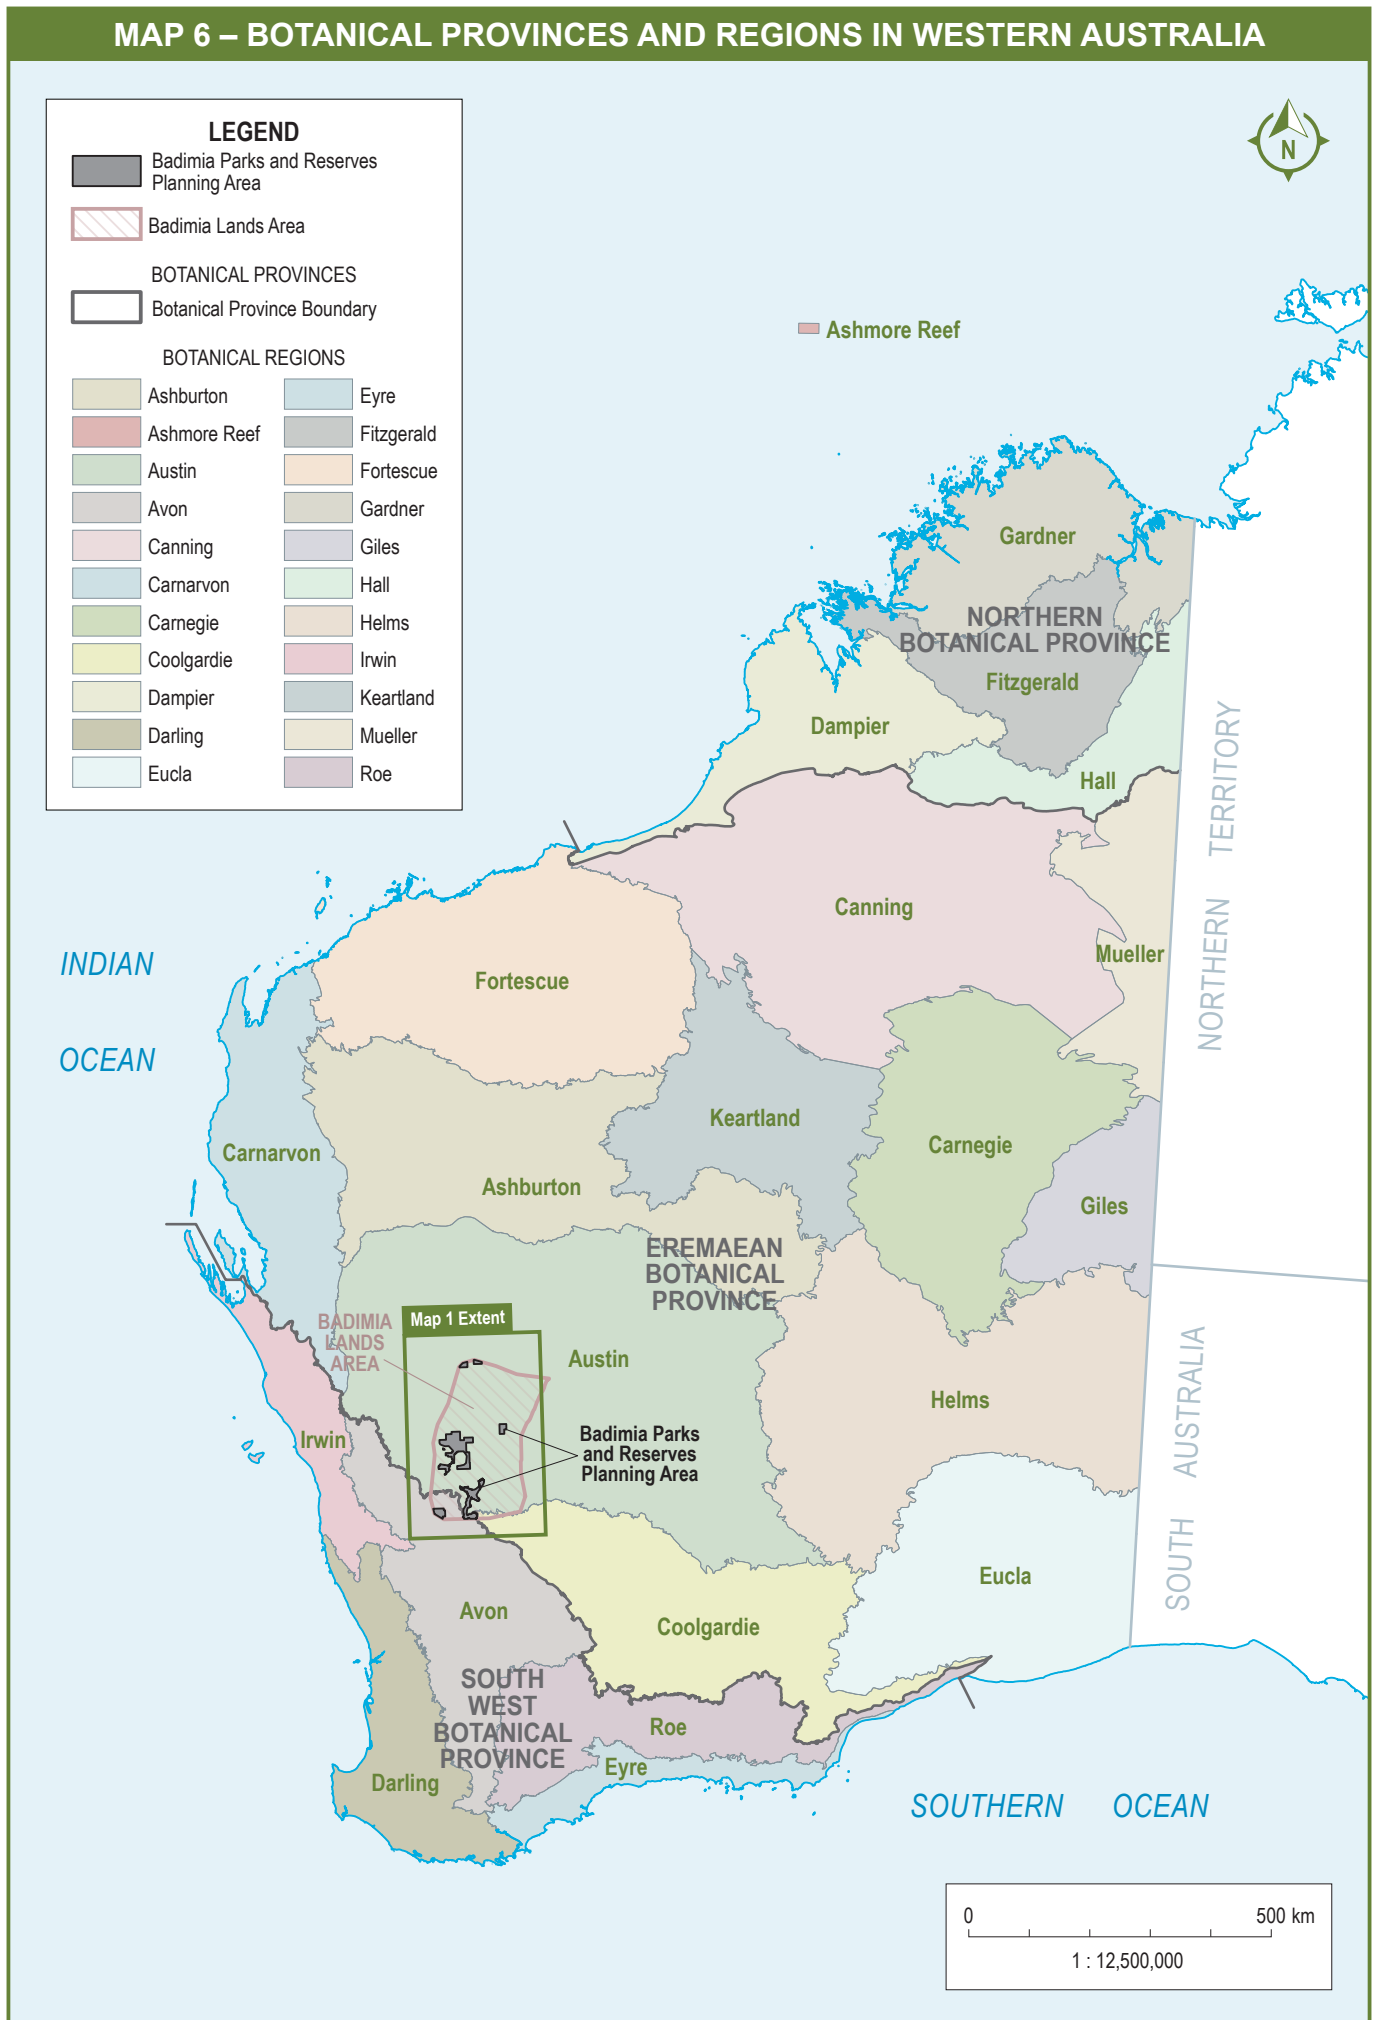 MAP 6 – BOTANICAL PROVINCES AND REGIONS IN WESTERN AUSTRALIA
LEGEND
Badimia Parks and Reserves
Planning Area
Badimia Lands Area
BOTANICAL PROVINCES
Botanical Province Boundary
BOTANICAL REGIONS
Ashburton
Ashmore Reef
Austin
Avon
Canning
Carnarvon
Carnegie
Coolgardie
Dampier
Darling
Eucla
Eyre
Fitzgerald
Fortescue
Gardner
Giles
Hall
Helms
Irwin
Keartland
Mueller
Roe
N
Ashmore Reef
Gardner
NORTHERN
BOTANICAL PROVINCE
Fitzgerald
Dampier
Hall
NORTHERN TERRITORY
Canning
Mueller
INDIAN
OCEAN
Fortescue
Keartland
Carnegie
Carnarvon
Ashburton
Giles
EREMAEAN
BOTANICAL
PROVINCE
BADIMIA
LANDS
AREA
Map 1 Extent
Austin
Helms
Irwin
Badimia Parks
and Reserves
Planning Area
SOUTH AUSTRALIA
Eucla
Avon
Coolgardie
SOUTH
WEST
BOTANICAL
PROVINCE
Roe
Eyre
Darling
SOUTHERN OCEAN
0 500 km
1 : 12,500,000